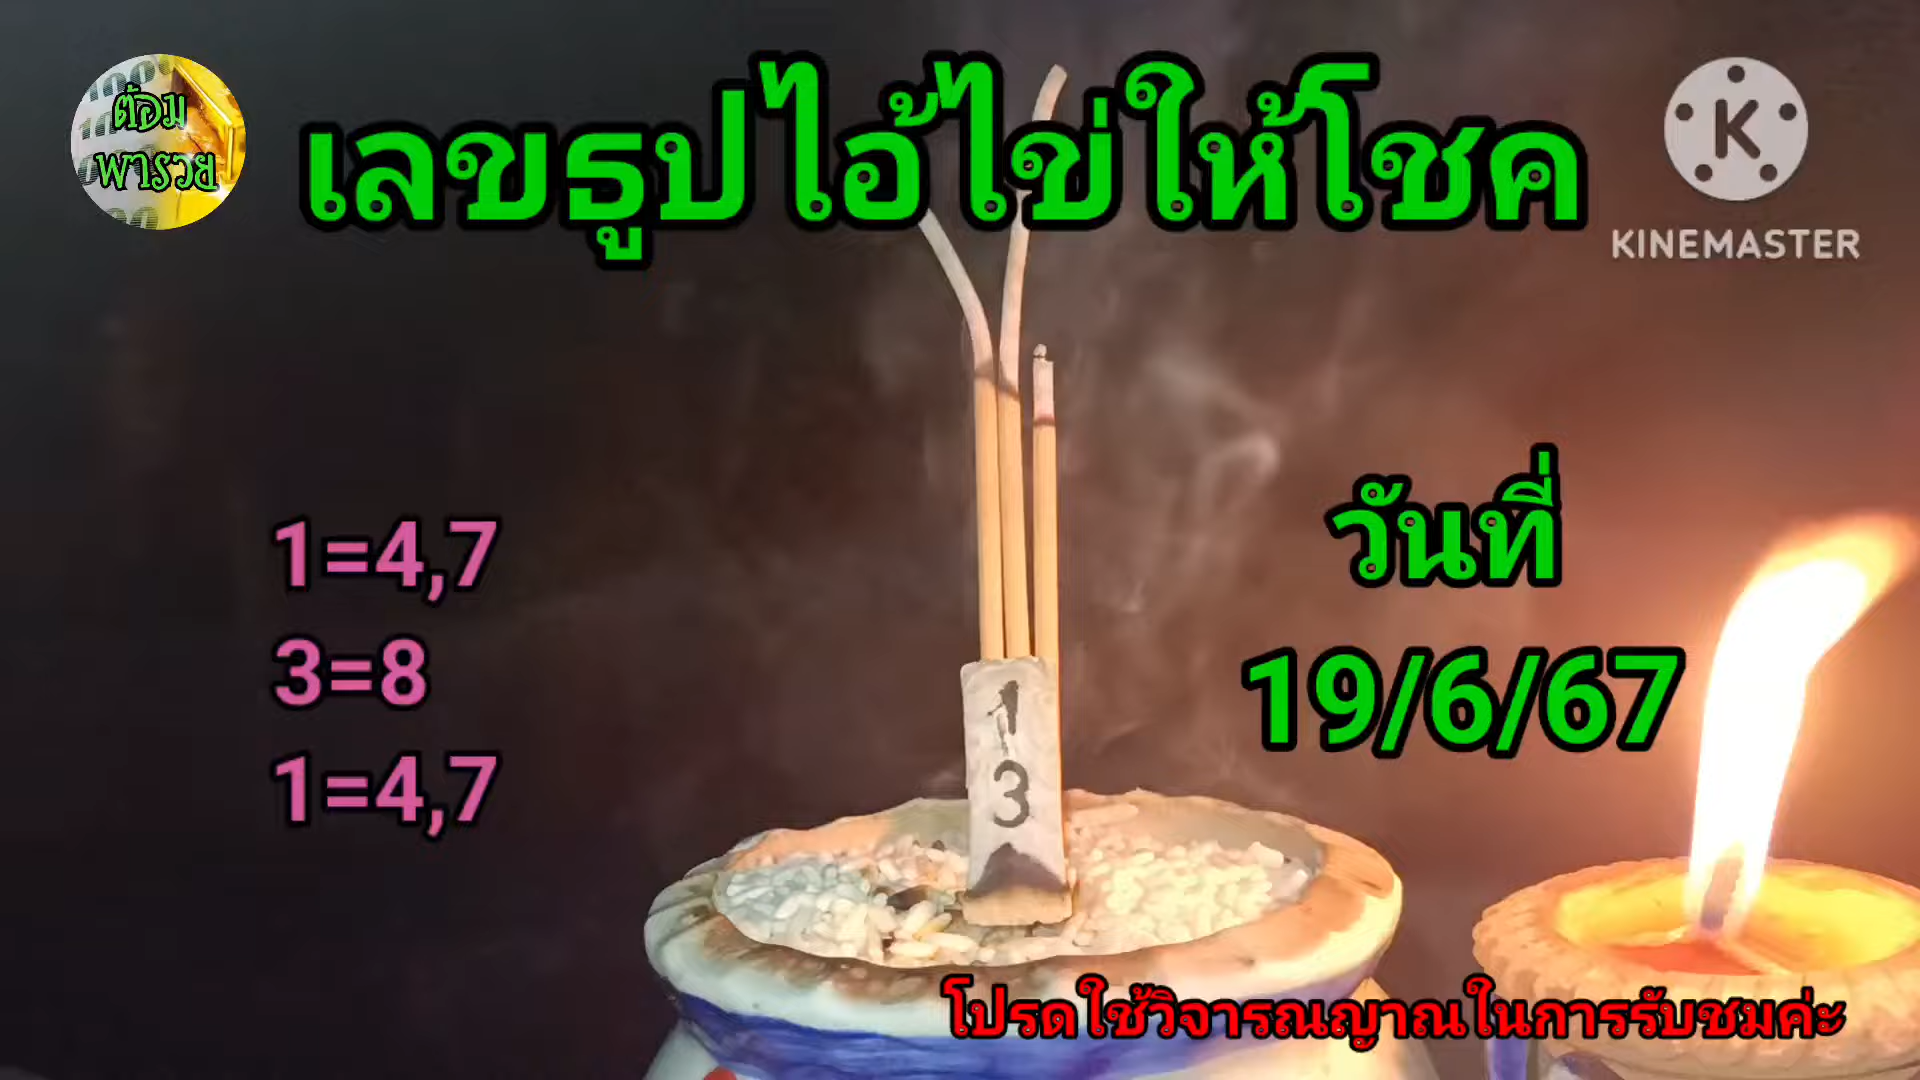 ต้อม
พารวย
เลขธูปไอ้ไข่ให้โชค
K
KINEMASTER
1=4,7
3=8
1=4,7
วันที่
19/6/67
1
3
โปรดใช้วิจารณญาณในการรับชมค่ะ